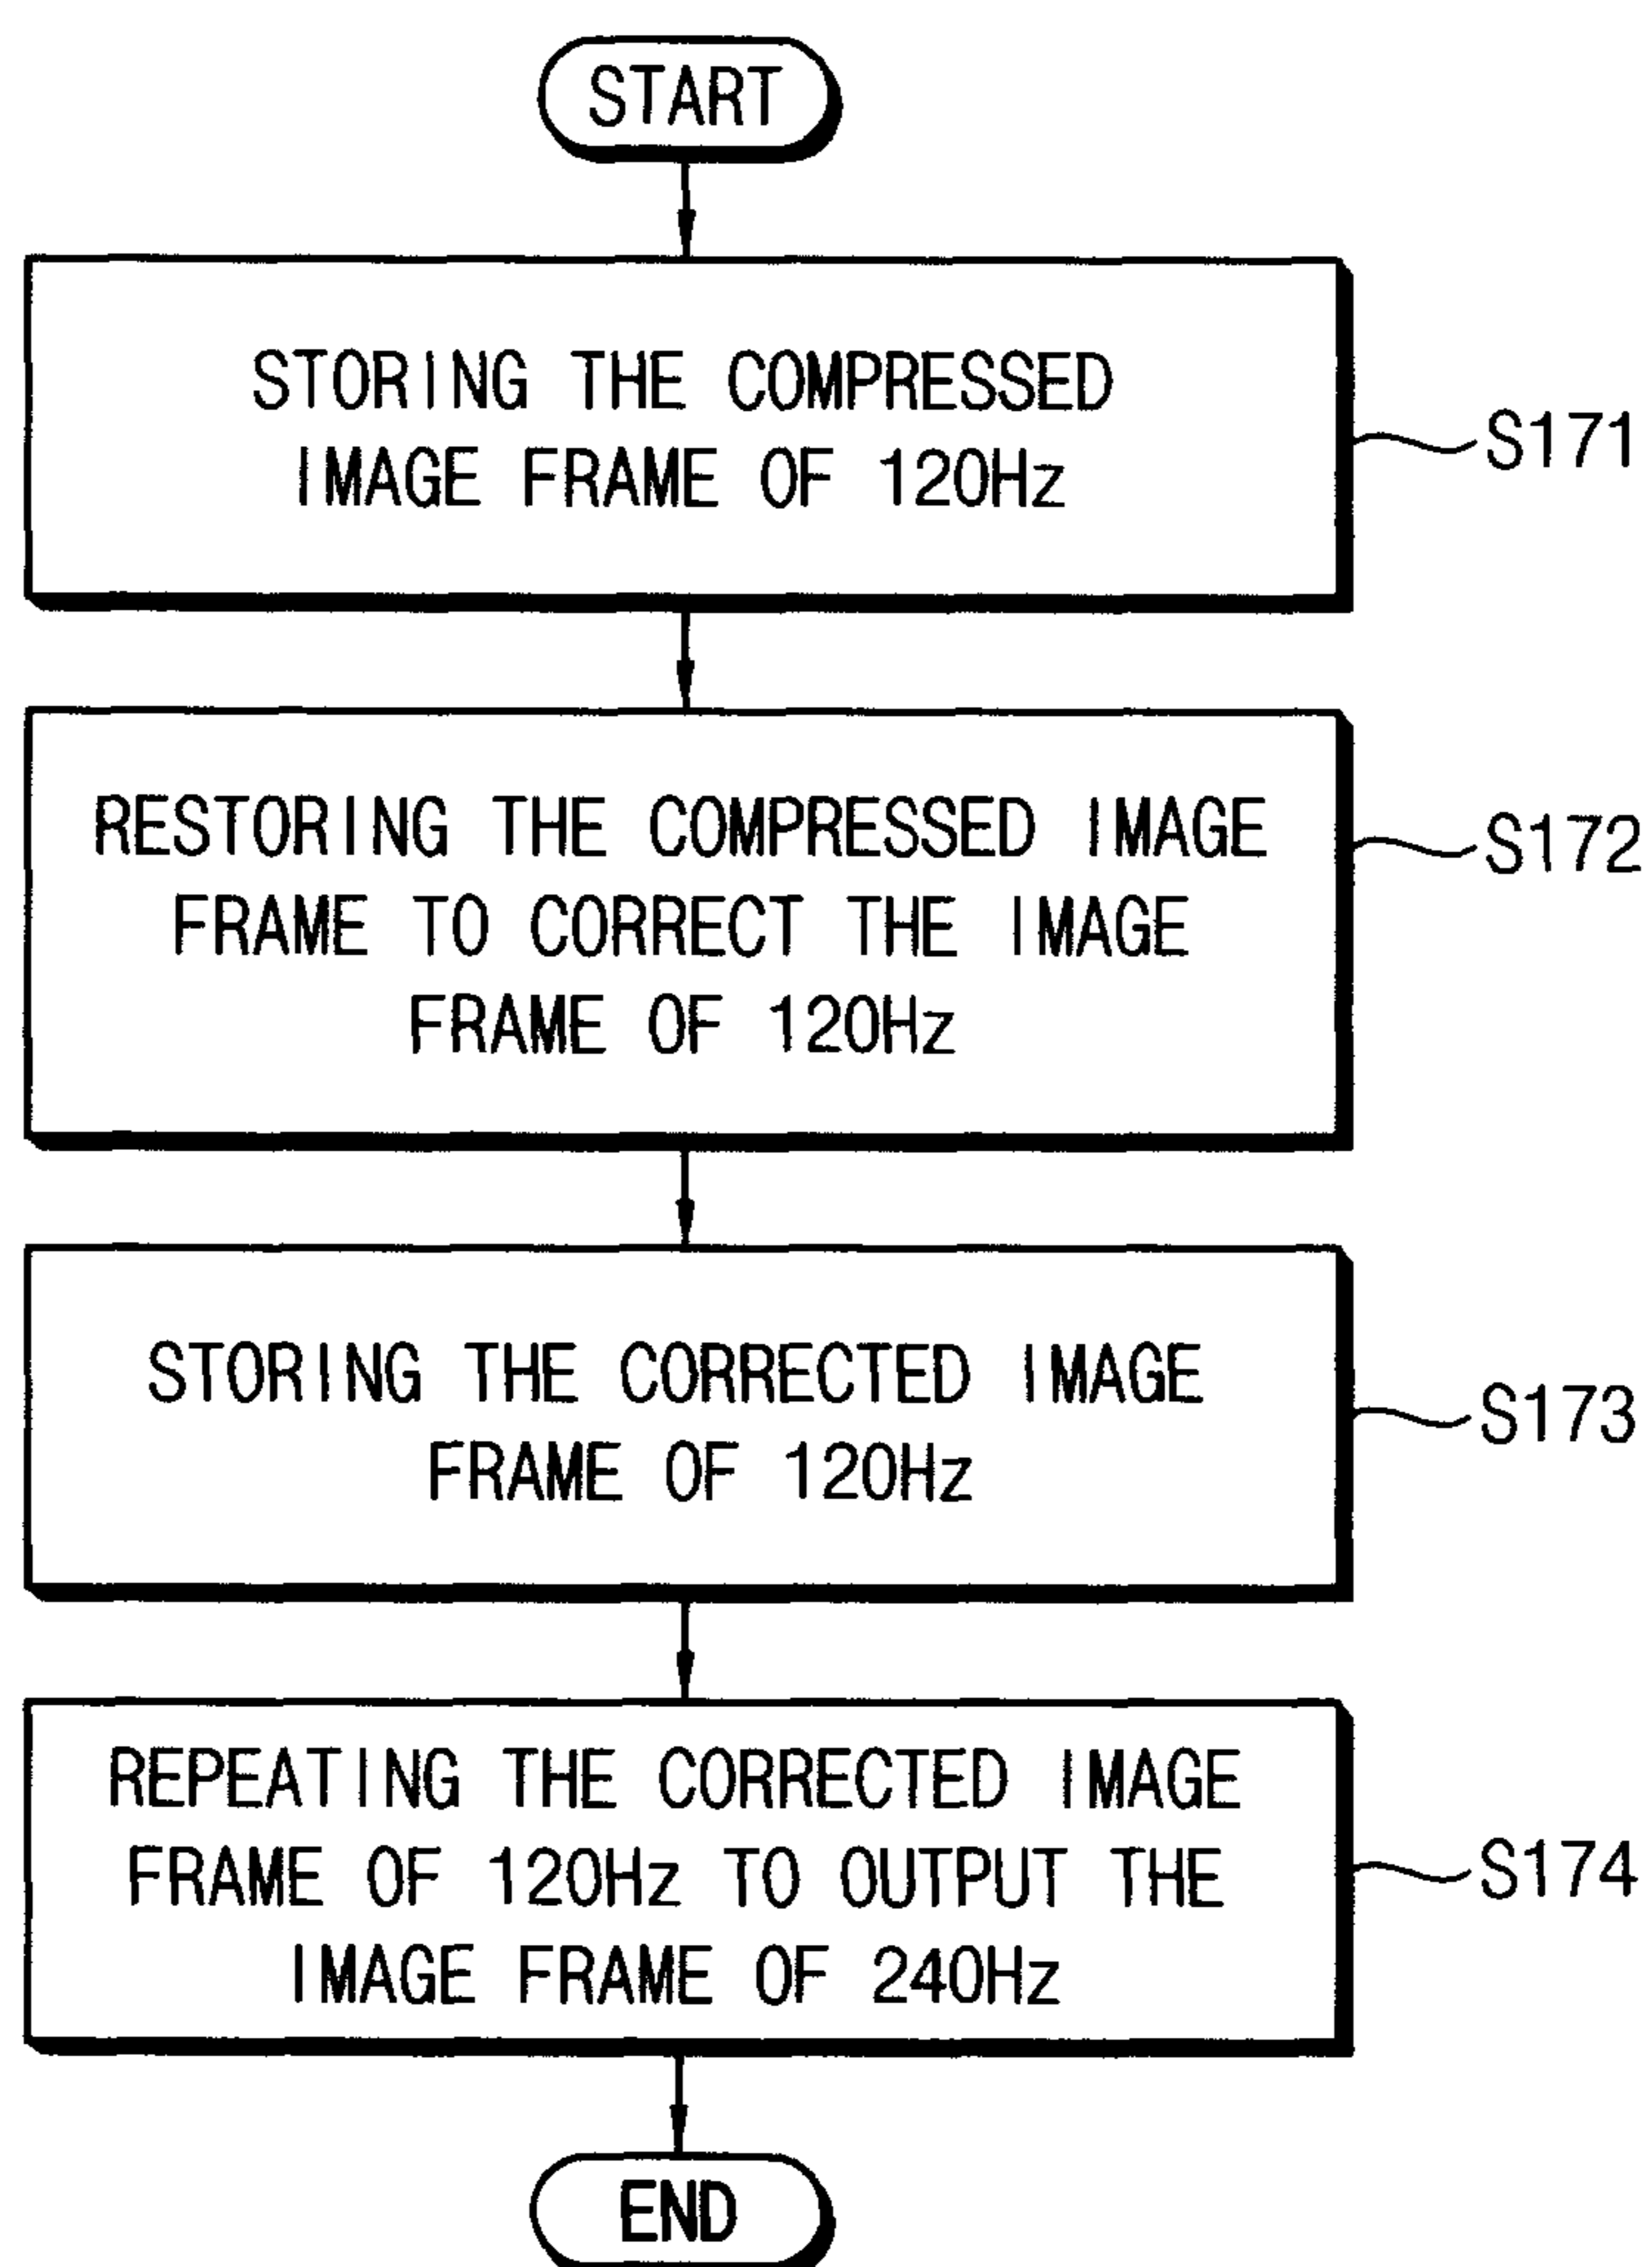 START
STORING THE COMPRESSED
IMAGE FRAME OF 120Hz
S171
RESTORING THE COMPRESSED IMAGE
FRAME TO CORRECT THE IMAGE
FRAME OF 120Hz
S172
STORING THE CORRECTED IMAGE
FRAME OF 120Hz
S173
REPEATING THE CORRECTED IMAGE
FRAME OF 120Hz TO OUTPUT THE
IMAGE FRAME OF 240Hz
S174
END